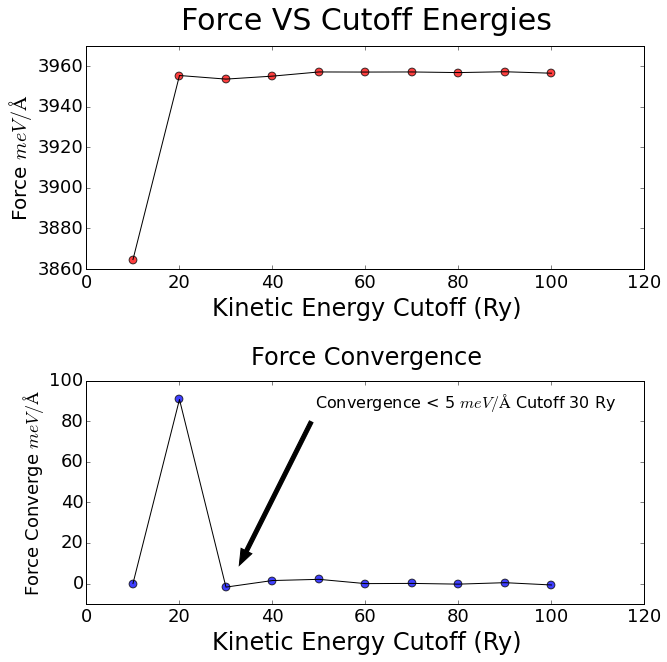 Force VS Cutoff Energies
Force meV/Å
3960
3940
3920
3900
3880
3860
0 20 40 60 80 100 120
Kinetic Energy Cutoff (Ry)
Force Convergence
Force Converge meV/Å
100
80
60
40
20
0
Convergence < 5 meV/Å Cutoff 30 Ry
0 20 40 60 80 100 120
Kinetic Energy Cutoff (Ry)